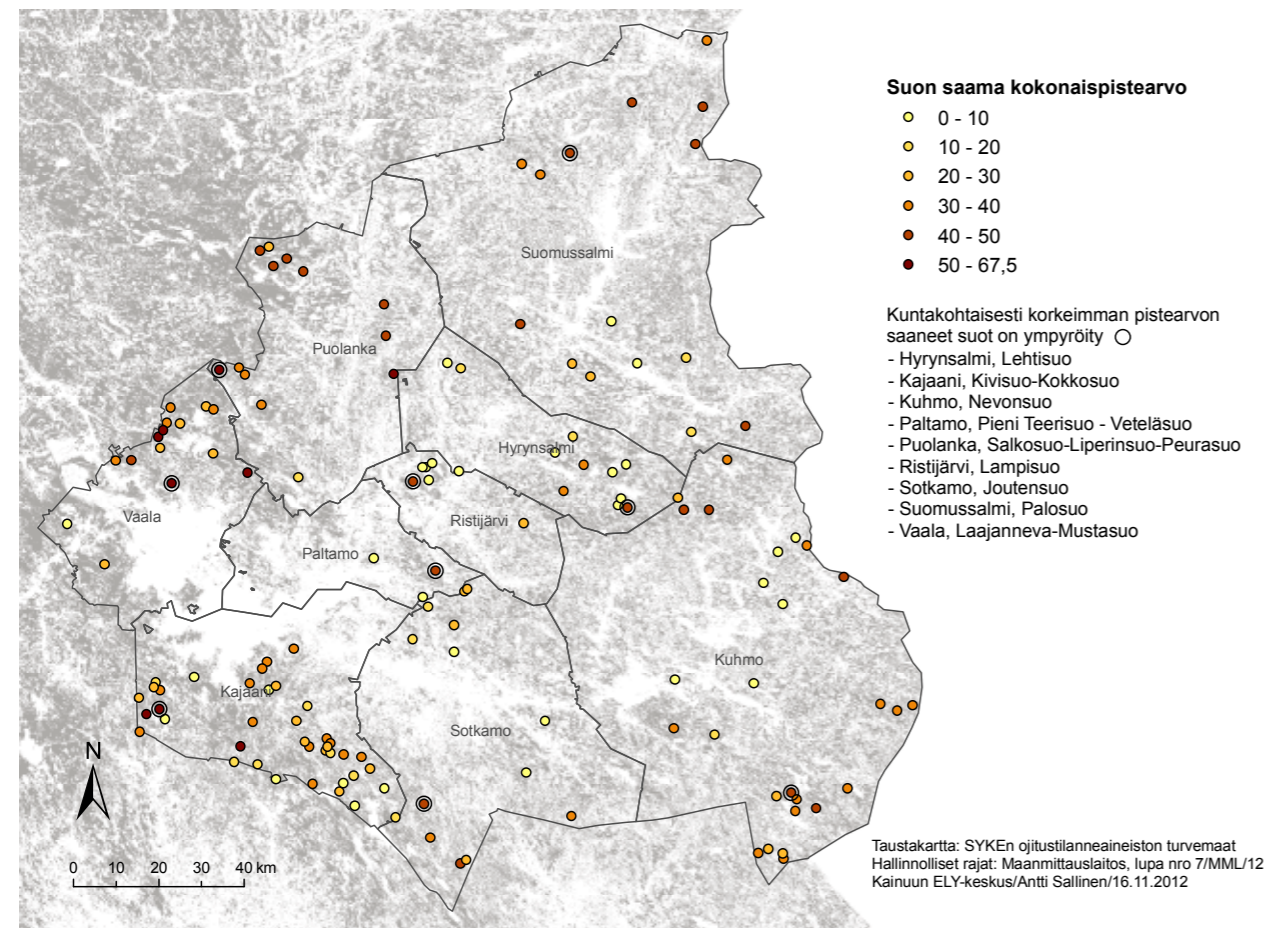 Suon saama kokonaispistearvo
0 - 10
10 - 20
20 - 30
30 - 40
40 - 50
50 - 67,5
Kuntakohtaisesti korkeimman pistearvon
saaneet suot on ympyröity
- Hyrynsalmi, Lehtisuo
- Kajaani, Kivisuo-Kokkosuo
- Kuhmo, Nevonsuo
- Paltamo, Pieni Teerisuo - Veteläsuo
- Puolanka, Salkosuo-Liperinsuo-Peurasuo
- Ristijärvi, Lampisuo
- Sotkamo, Joutensuo
- Suomussalmi, Palosuo
- Vaala, Laajanneva-Mustasuo
Suomussalmi
Puolanka
Hyrynsalmi
Vaala
Ristijärvi
Paltamo
Kuhmo
Kajaani
Sotkamo
N
0 10 20 30 40 km
Taustakartta: SYKEn ojitustilanneaineiston turvemaat
Hallinnolliset rajat: Maanmittauslaitos, lupa nro 7/MML/12
Kainuun ELY-keskus/Antti Sallinen/16.11.2012